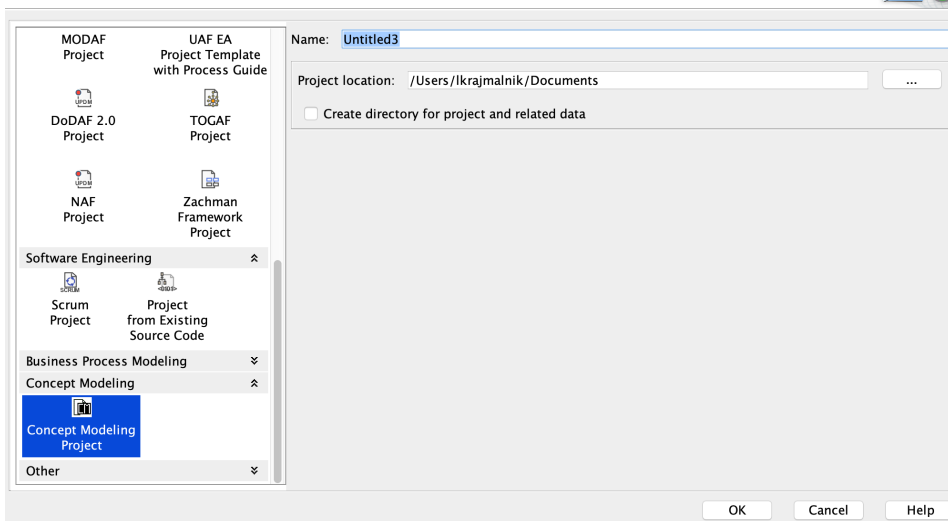 MODAF
Project
UAF EA
Project Template
with Process Guide
UPDM
DoDAF 2.0
Project
TOGAF
Project
UPDM
NAF
Project
Zachman
Framework
Project
Software Engineering
SCRUM
Scrum
Project
Project
from Existing
Source Code
Business Process Modeling
Concept Modeling
Concept Modeling
Project
Other
Name: Untitled3
Project location: /Users/lkrajmalnik/Documents
...
Create directory for project and related data
OK Cancel Help